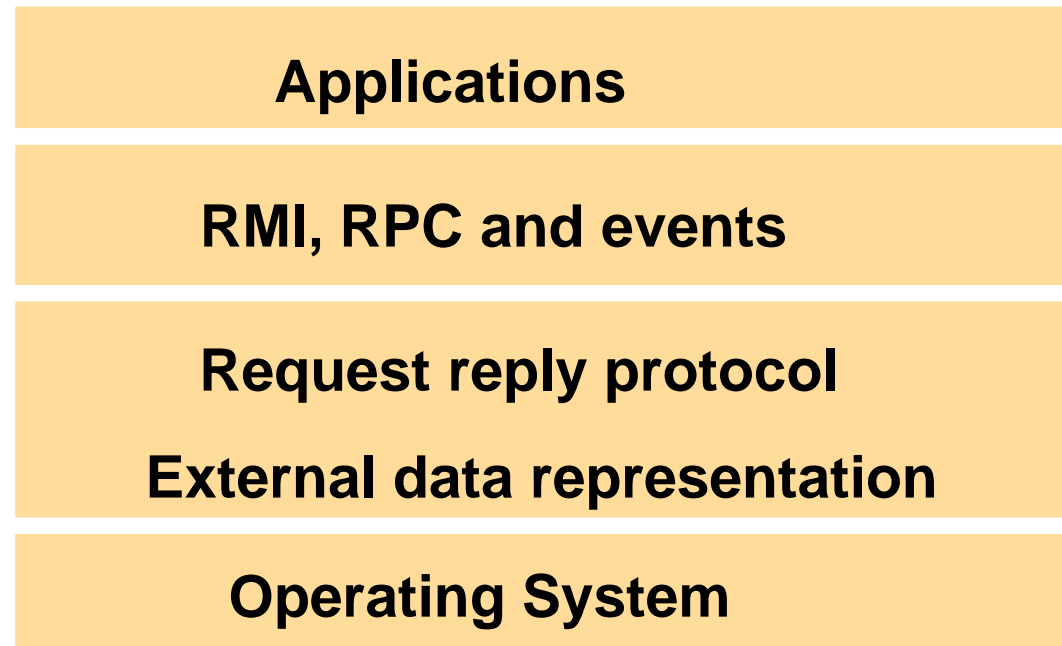 Applications
RMI, RPC and events
Request reply protocol
External data representation
Operating System